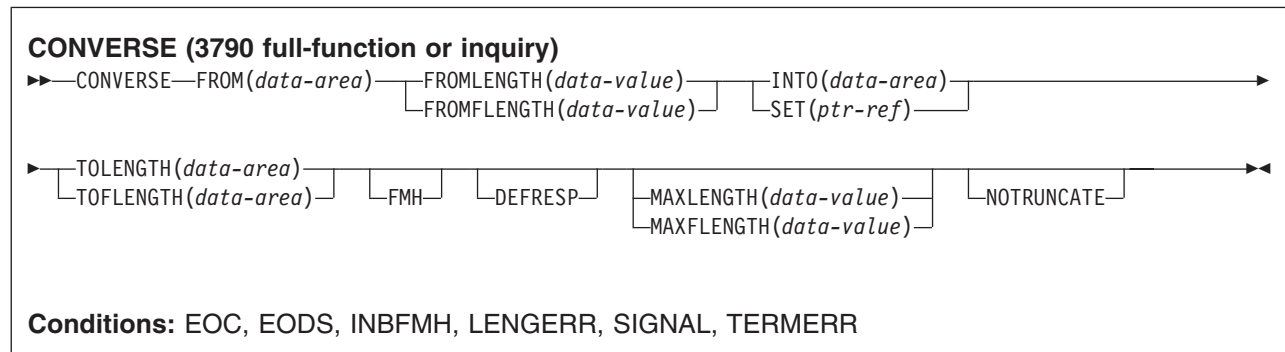 CONVERSE (3790 full-function or inquiry)
CONVERSE FROM(data-area) FROMLENGTH(data-value) INTO(data-area)
FROMFLENGTH(data-value) SET(ptr-ref)
TOLENGTH(data-area)
TOFLENGTH(data-area) FMH DEFRESP MAXLENGTH(data-value) NOTRUNCATE
MAXFLENGTH(data-value)
Conditions: EOC, EODS, INBFMH, LENGERR, SIGNAL, TERMERR